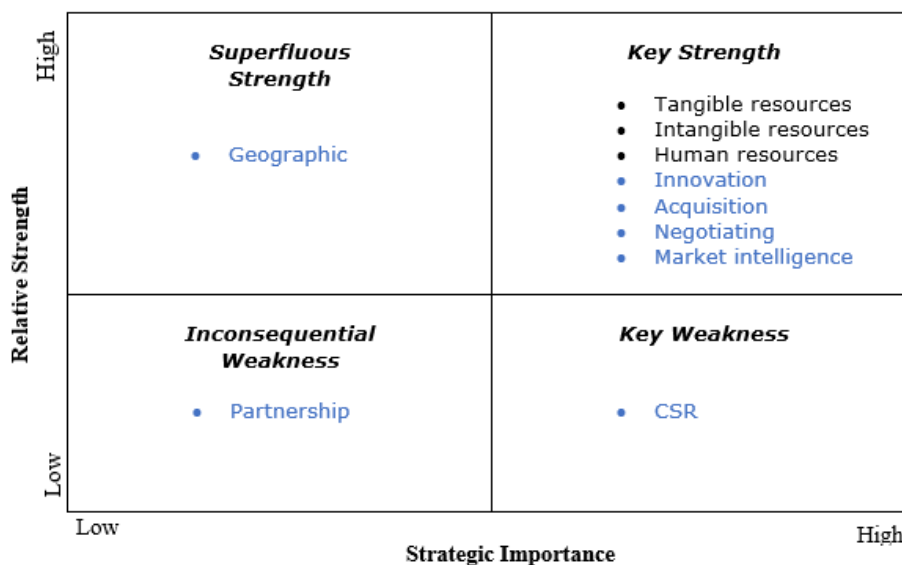 High
Superfluous
Strength
• Geographic
Key Strength
• Tangible resources
• Intangible resources
• Human resources
• Innovation
• Acquisition
• Negotiating
• Market intelligence
Relative Strength
Inconsequential
Weakness
• Partnership
Key Weakness
• CSR
Low
Low
High
Strategic Importance